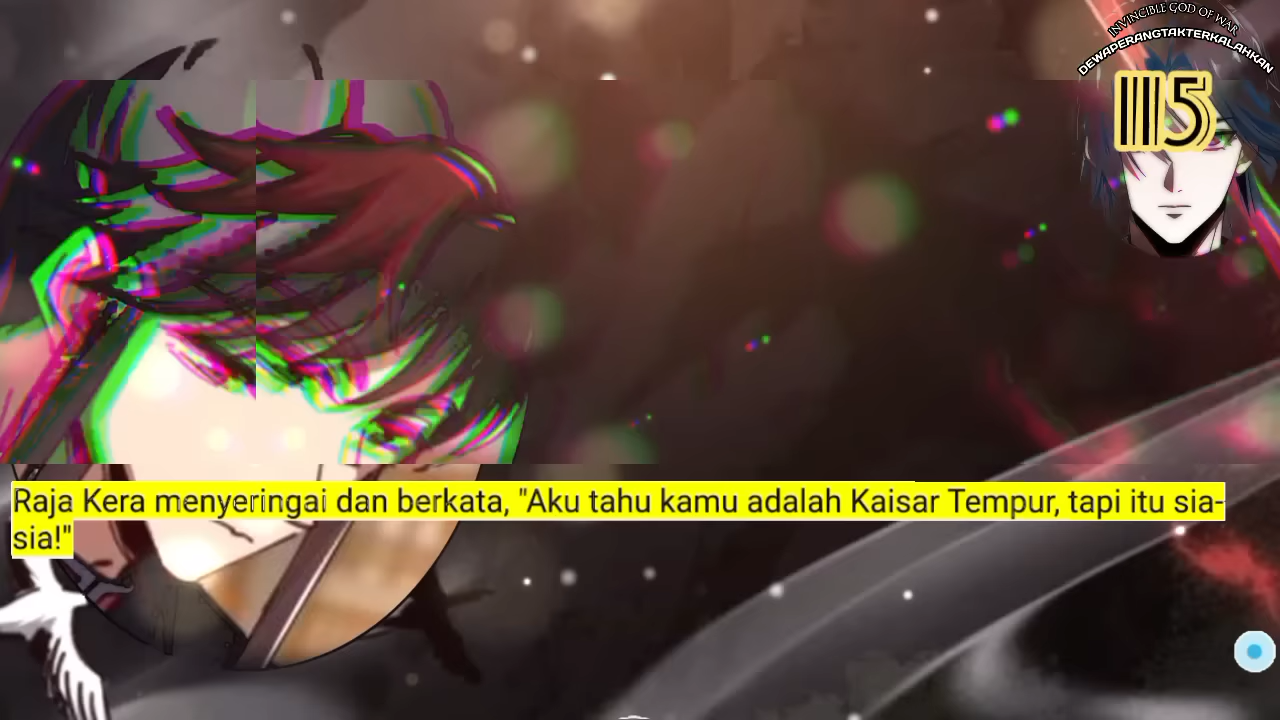 INVINCIBLE GOD OF WAR
DEWAPERANGTAKTERKALAHKAN
115
Raja Kera menyeringai dan berkata, "Aku tahu kamu adalah Kaisar Tempur, tapi itu sia-
sia!"